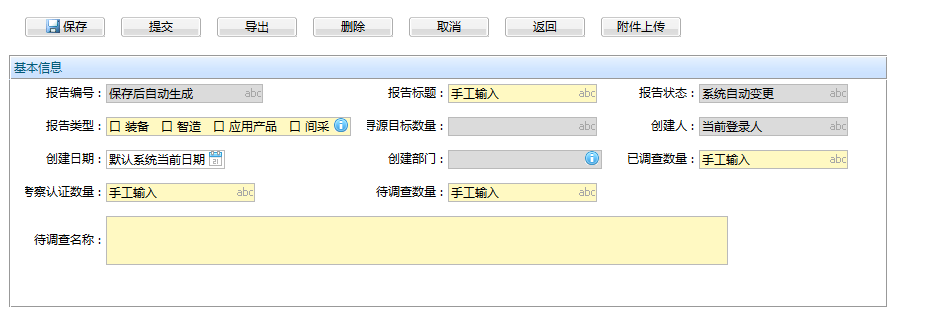 保存 提交 导出 删除 取消 返回 附件上传
基本信息
报告编号： 保存后自动生成 abc 报告标题： 手工输入 abc 报告状态： 系统自动变更 abc
报告类型： 口 装备 口 智造 口 应用产品 口 间采 寻源目标数量： abc 创建人： 当前登录人 abc
创建日期： 默认系统当前日期 21 创建部门： 已调查数量： 手工输入 abc
考察认证数量： 手工输入 abc 待调查数量： 手工输入 abc
待调查名称：